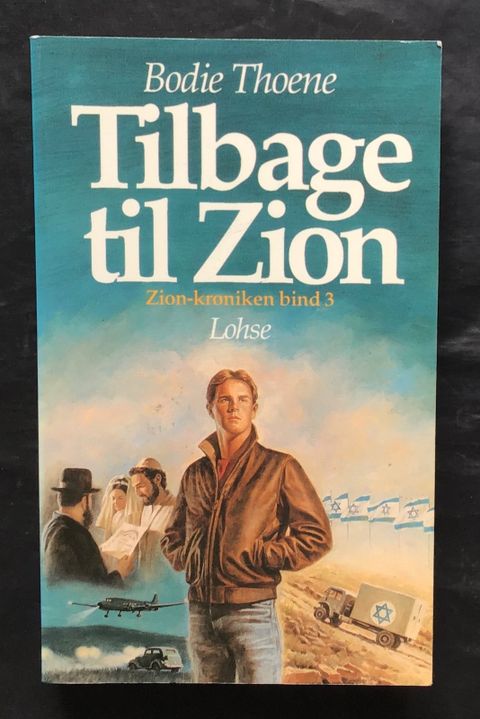 Bodie Thoene
Tilbage
til Zion
Zion-krøniken bind 3
Lohse